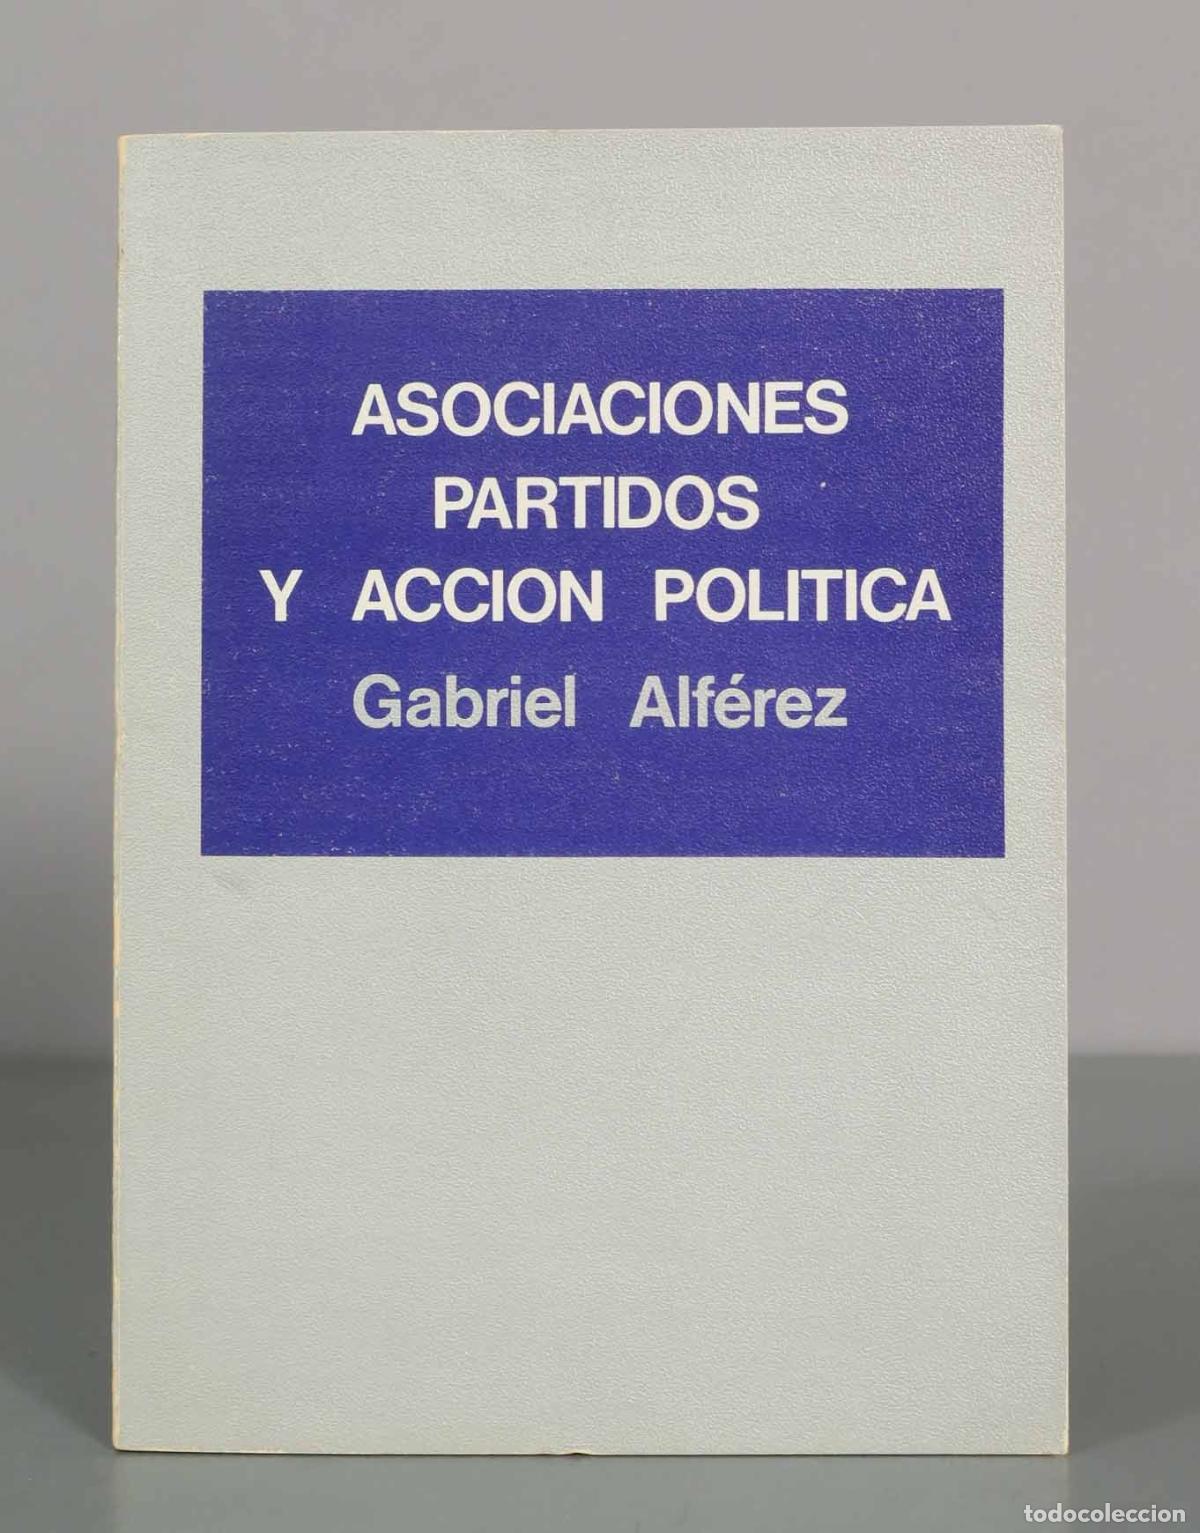 ASOCIACIONES
PARTIDOS
Y ACCION POLITICA
Gabriel Alférez
todocoleccion